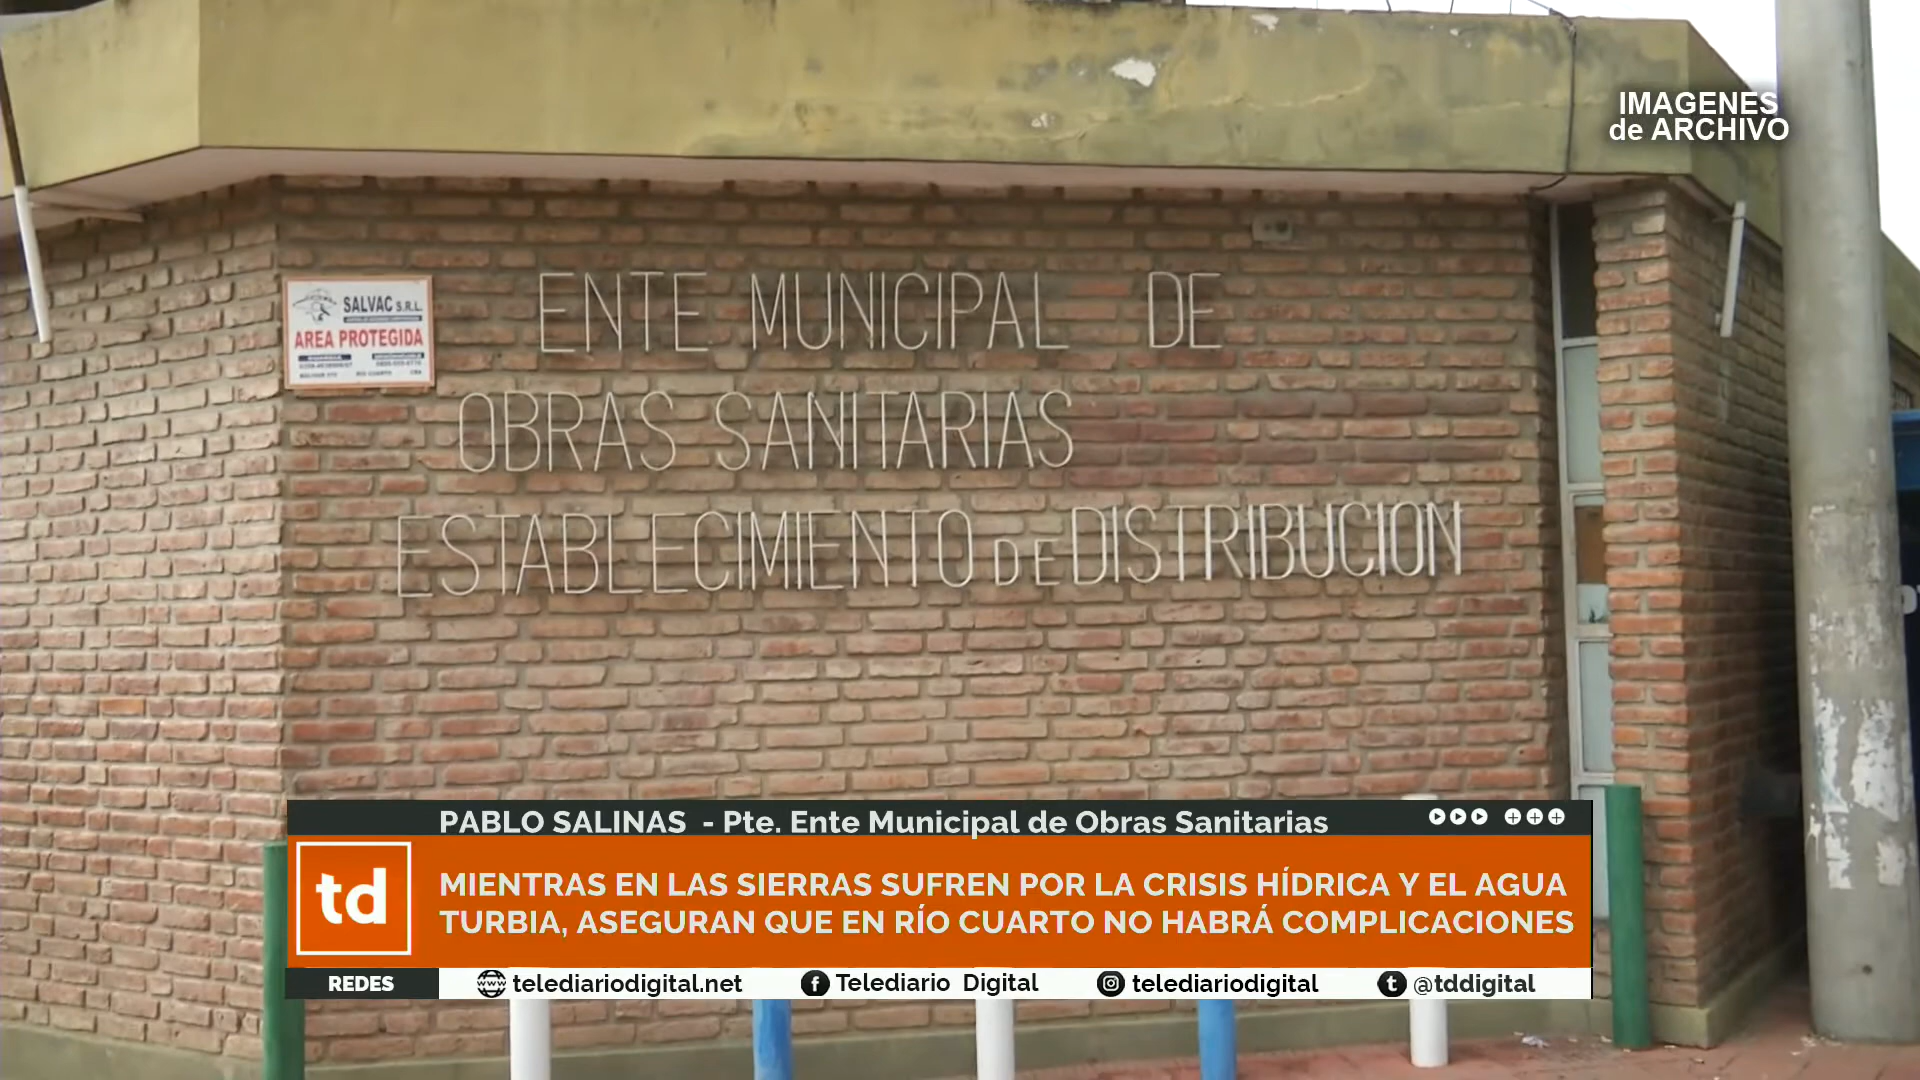 IMAGENES
de ARCHIVO
SALVAC S.R.L.
AREA PROTEGIDA
ENTE MUNICIPAL DE
OBRAS SANITARIAS
ESTABLECIMIENTO DE DISTRIBUCION
PABLO SALINAS - Pte. Ente Municipal de Obras Sanitarias
td
MIENTRAS EN LAS SIERRAS SUFREN POR LA CRISIS HÍDRICA Y EL AGUA
TURBIA, ASEGURAN QUE EN RÍO CUARTO NO HABRÁ COMPLICACIONES
REDES
www telediariodigital.net
f Telediario Digital
telediariodigital
t @tddigital